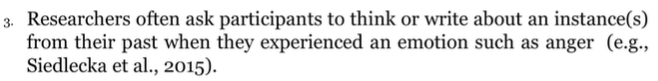 3. Researchers often ask participants to think or write about an instance(s)
from their past when they experienced an emotion such as anger (e.g.,
Siedlecka et al., 2015).